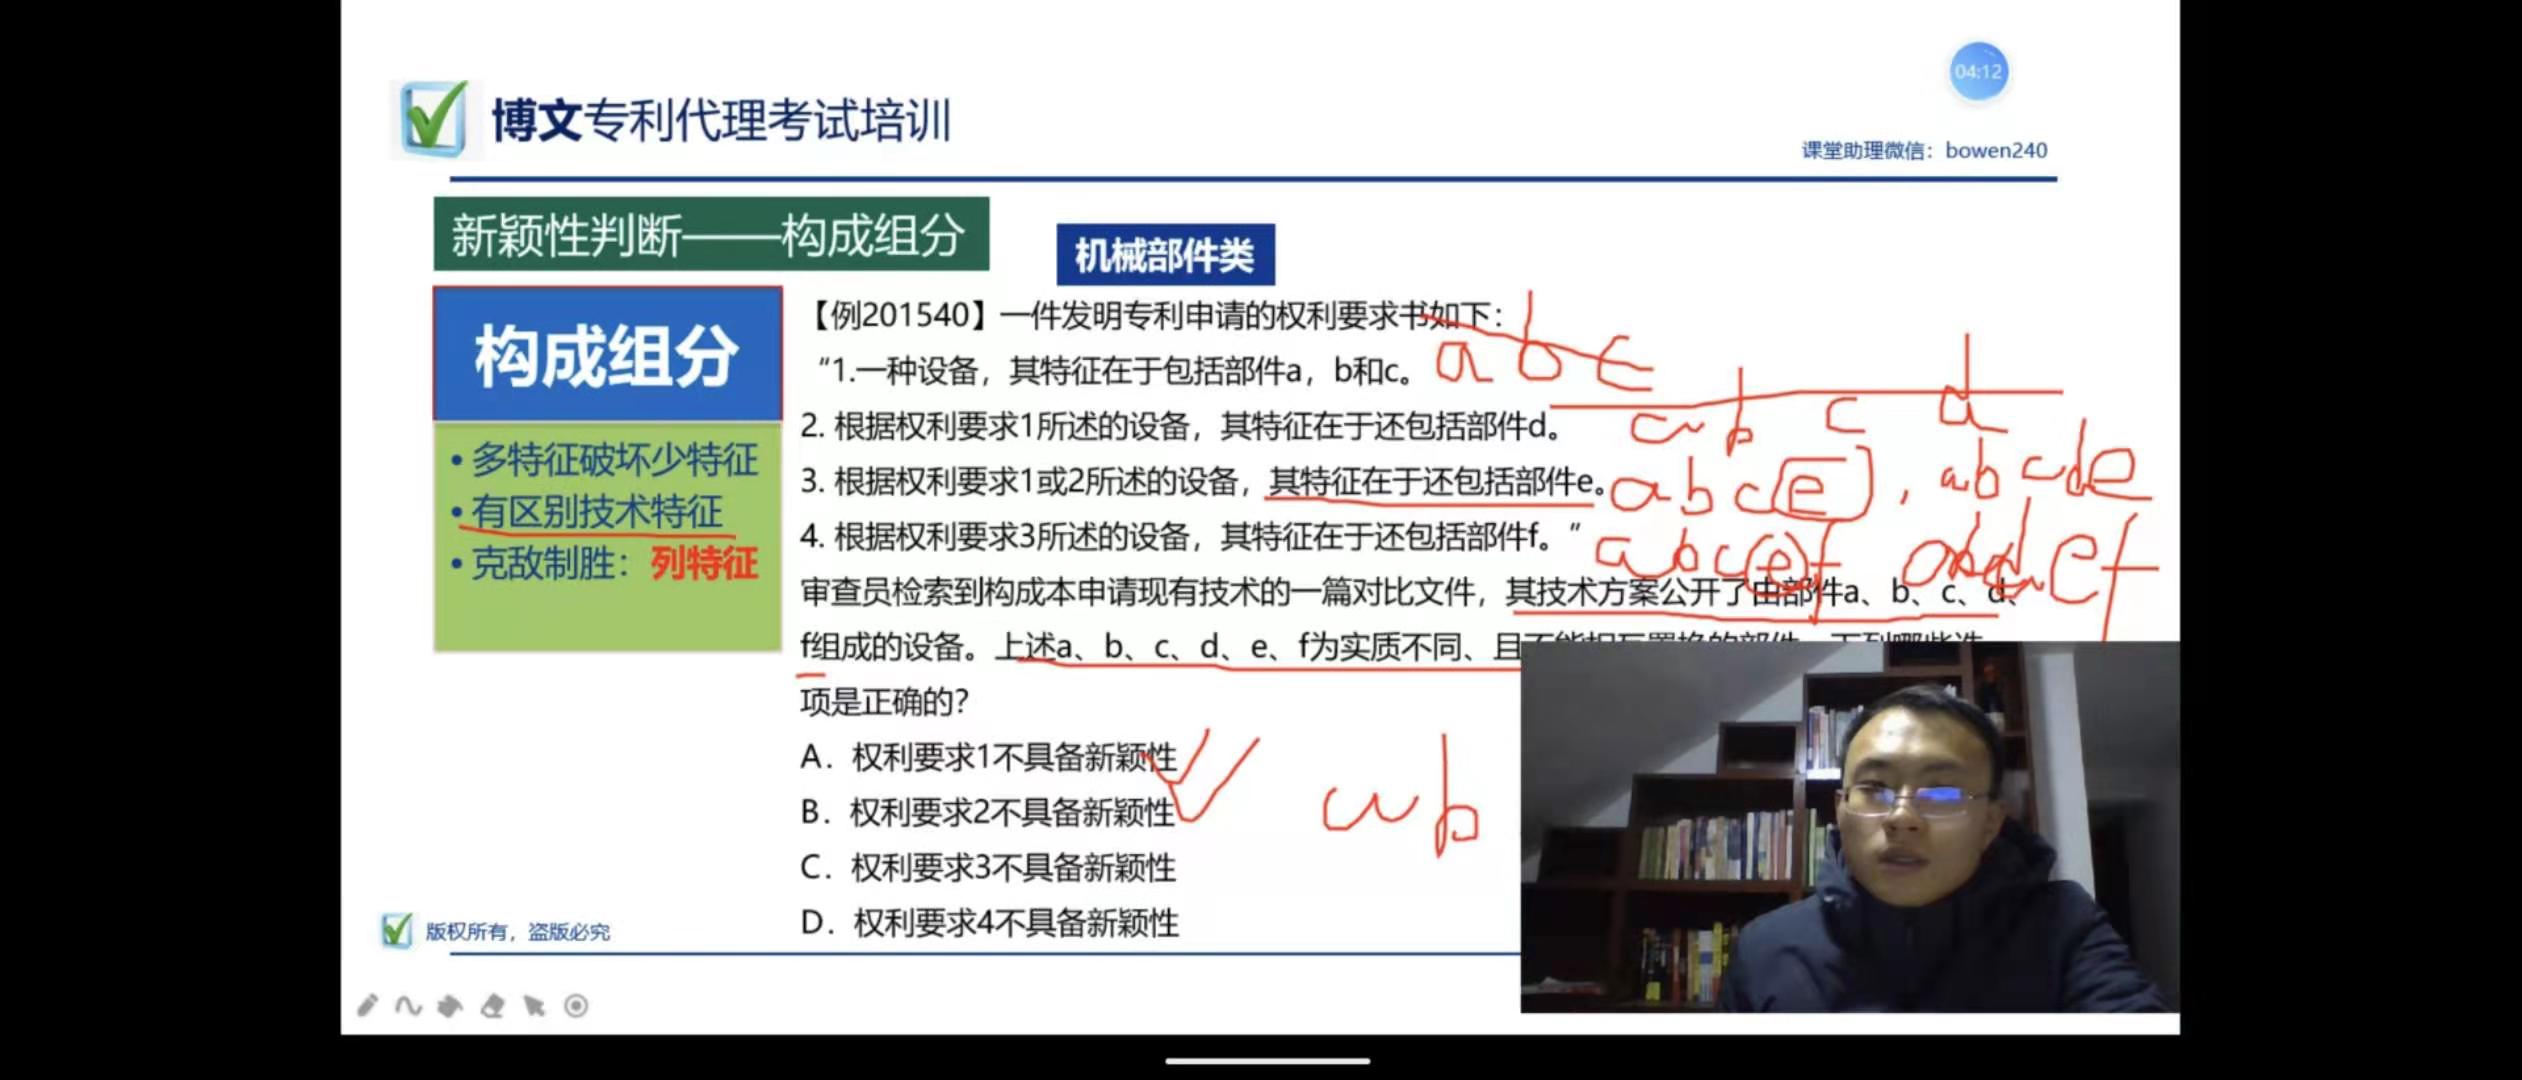 04:12
博文专利代理考试培训
课堂助理微信：bowen240
新颖性判断——构成组分
机械部件类
构成组分
• 多特征破坏少特征
• 有区别技术特征
• 克敌制胜：列特征
【例201540】一件发明专利申请的权利要求书如下：
“1.一种设备，其特征在于包括部件a，b和c。
a b c
2. 根据权利要求1所述的设备，其特征在于还包括部件d。
a b c d
3. 根据权利要求1或2所述的设备，其特征在于还包括部件e。
a b c e , a b c d e
4. 根据权利要求3所述的设备，其特征在于还包括部件f。”
a b c e f
审查员检索到构成本申请现有技术的一篇对比文件，其技术方案公开了由部件a、b、c、d、
f组成的设备。上述a、b、c、d、e、f为实质不同、且
项是正确的？
A. 权利要求1不具备新颖性
B. 权利要求2不具备新颖性
a b
C. 权利要求3不具备新颖性
D. 权利要求4不具备新颖性
版权所有，盗版必究